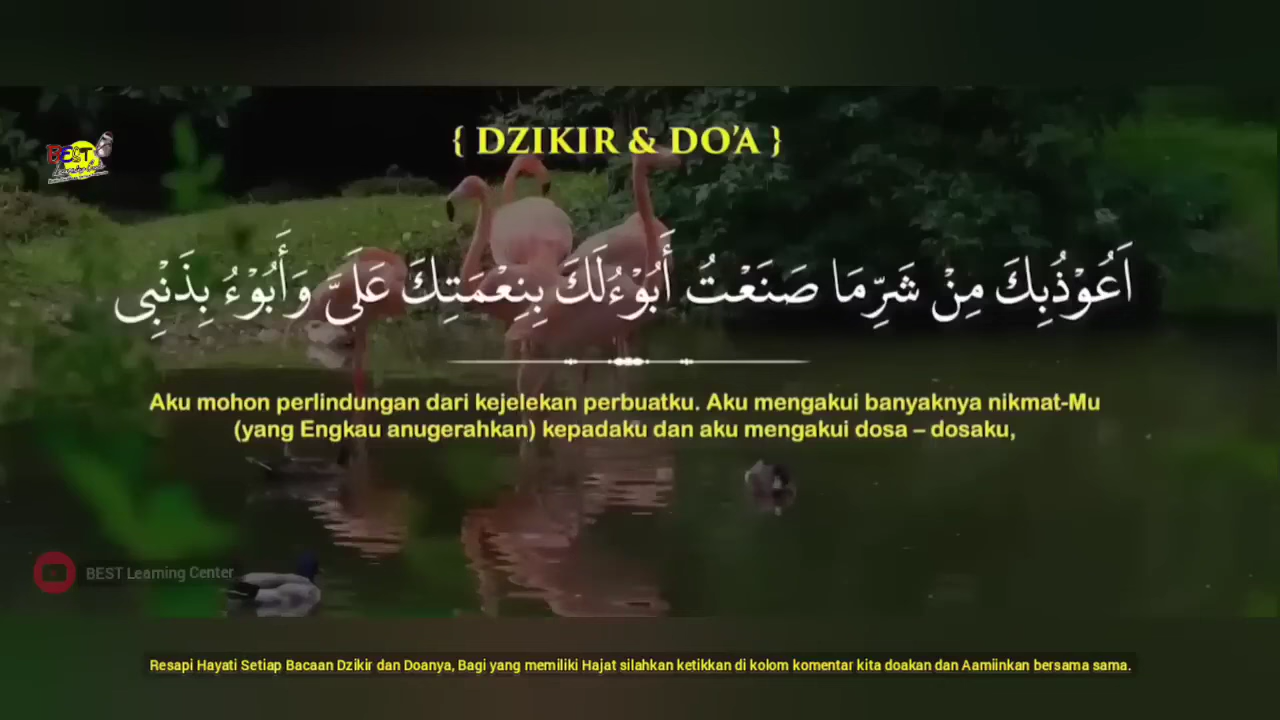 { DZIKIR & DO’A }
BEST
اَعُوْذُبِكَ مِنْ شَرِّمَا صَنَعْتُ أَبُوْءُلَكَ بِنِعْمَتِكَ عَلَيَّ وَأَبُوْءُ بِذَنْبِى
Aku mohon perlindungan dari kejelekan perbuatku. Aku mengakui banyaknya nikmat-Mu
(yang Engkau anugerahkan) kepadaku dan aku mengakui dosa – dosaku,
BEST Learning Center
Resapi Hayati Setiap Bacaan Dzikir dan Doanya, Bagi yang memiliki Hajat silahkan ketikkan di kolom komentar kita doakan dan Aamiinkan bersama sama.